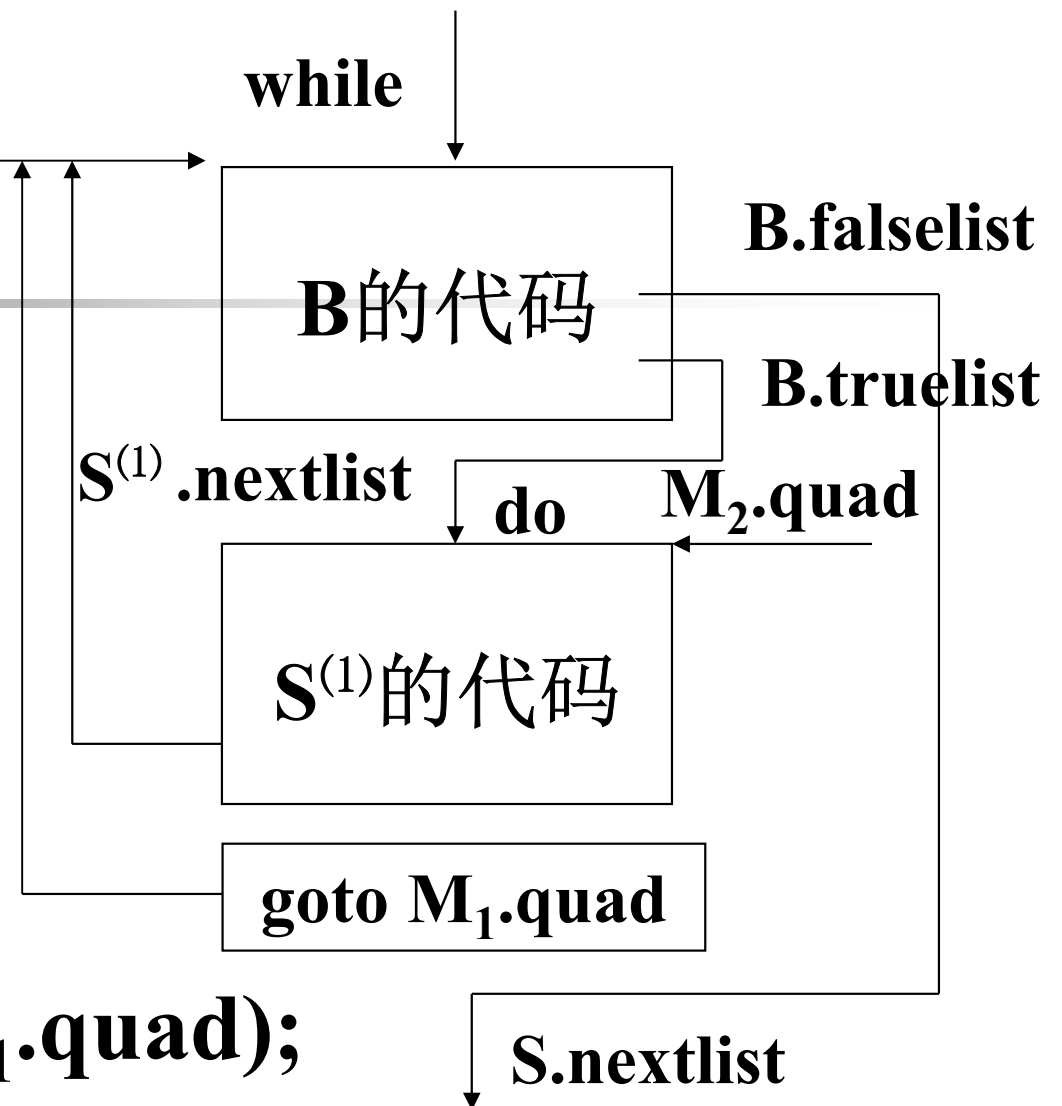 while
B.falselist
B的代码
B.truelist
S⁽¹⁾ .nextlist
do
M₂.quad
S⁽¹⁾的代码
goto M₁.quad
₁.quad);
S.nextlist